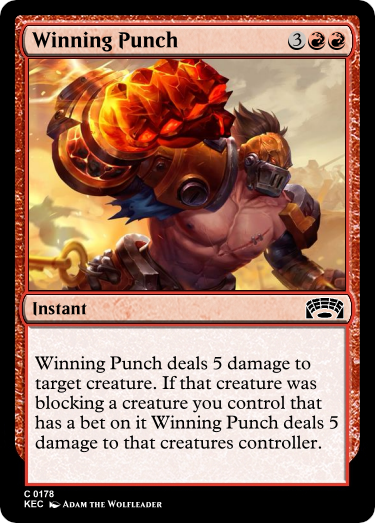 Winning Punch 3
Instant
Winning Punch deals 5 damage to
target creature. If that creature was
blocking a creature you control that
has a bet on it Winning Punch deals 5
damage to that creatures controller.
C 0178
KEC Adam the Wolfleader